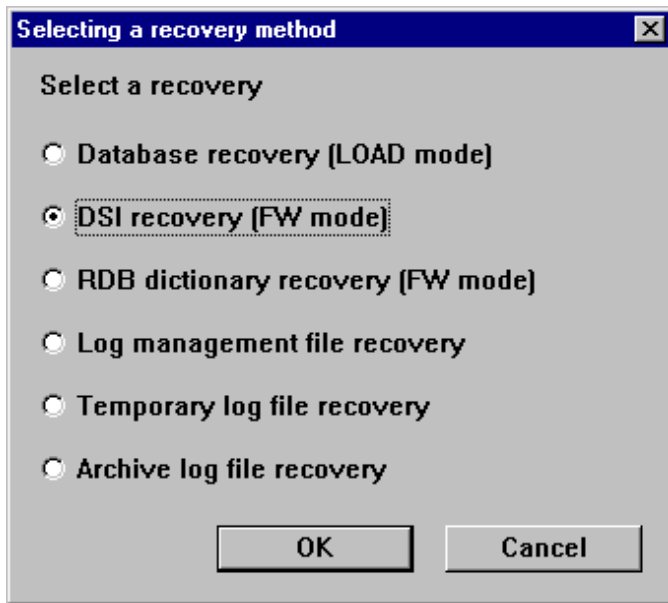 Selecting a recovery method
Select a recovery
Database recovery (LOAD mode)
DSI recovery (FW mode)
RDB dictionary recovery (FW mode)
Log management file recovery
Temporary log file recovery
Archive log file recovery
OK Cancel